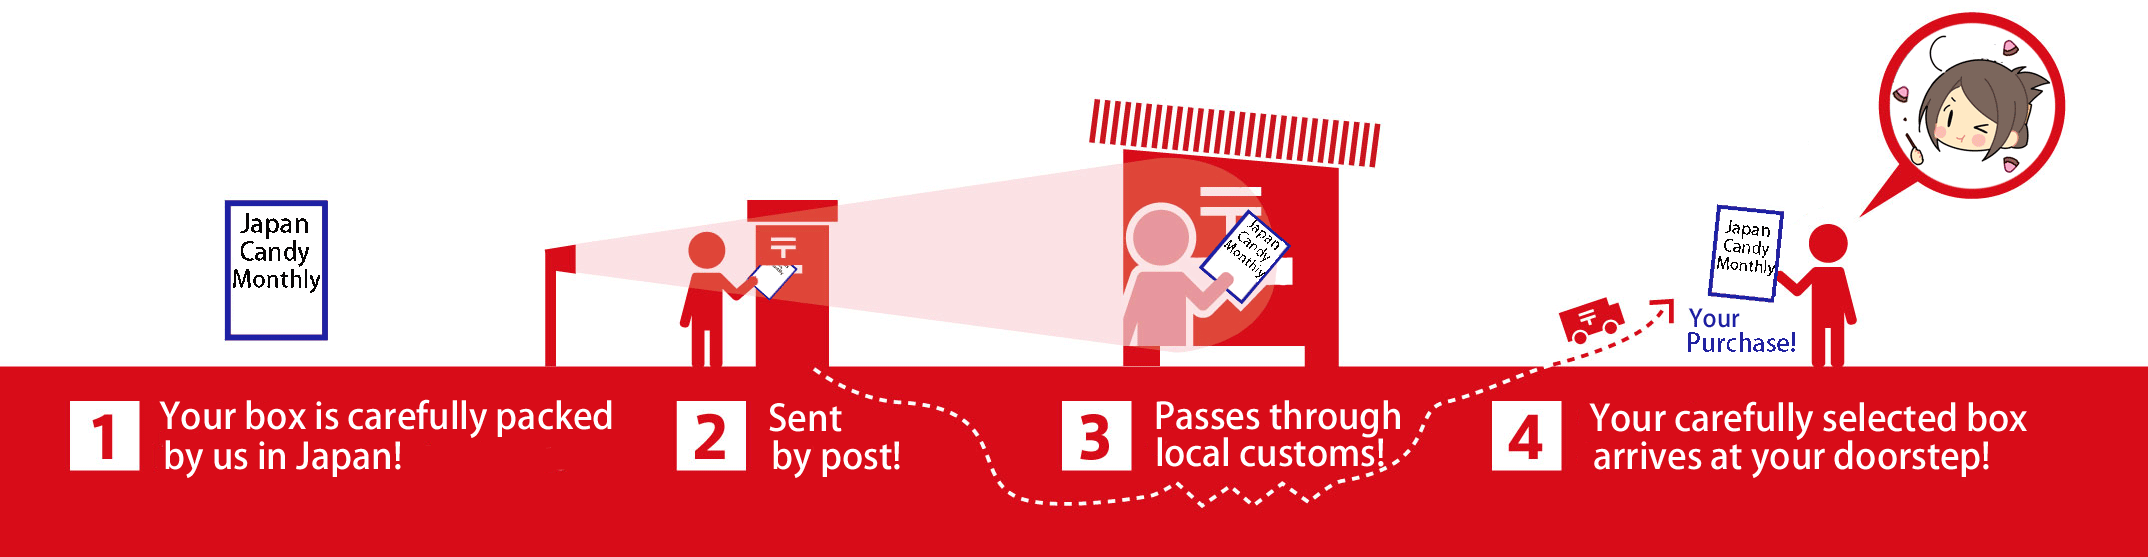 Japan
Candy
Monthly
〒
〒
Japan
Candy
Monthly
〒
Japan
Candy
Monthly
Your
Purchase!
1 Your box is carefully packed
by us in Japan!
2 Sent
by post!
3 Passes through
local customs!
4 Your carefully selected box
arrives at your doorstep!